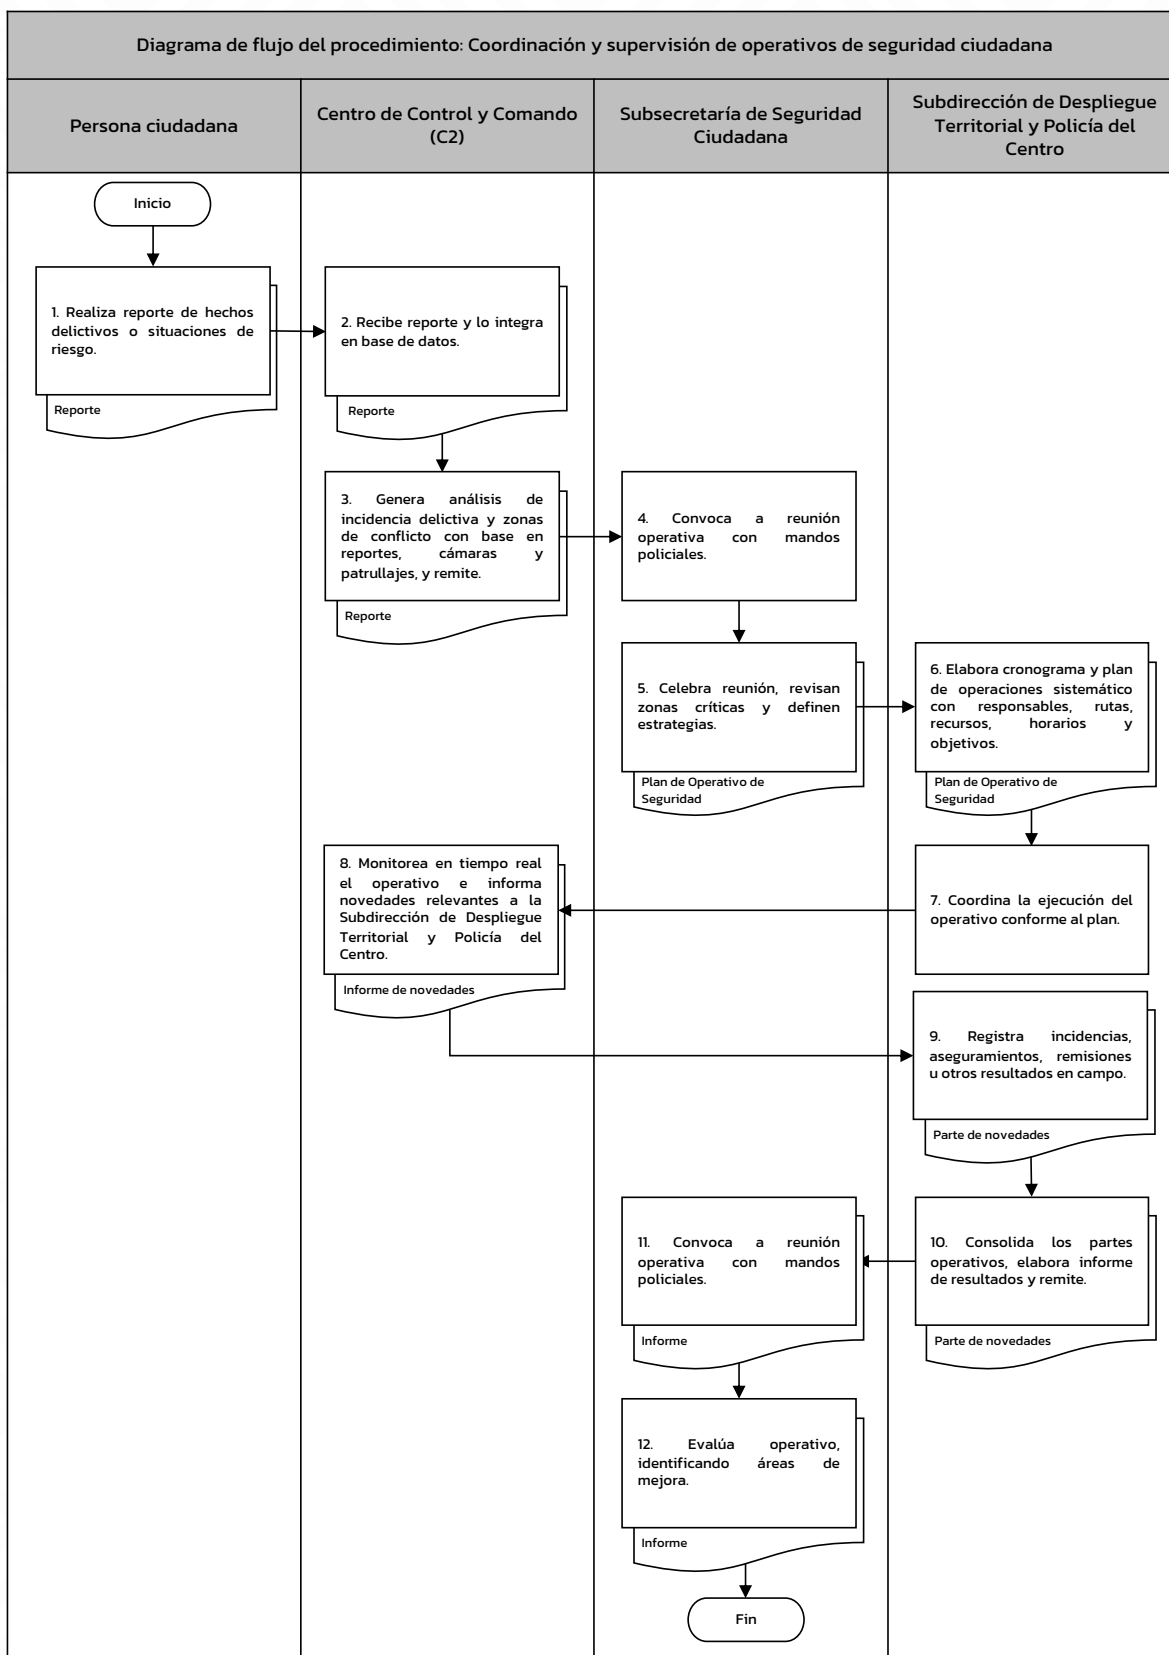 Diagrama de flujo del procedimiento: Coordinación y supervisión de operativos de seguridad ciudadana
Persona ciudadana
Centro de Control y Comando
(C2)
Subsecretaría de Seguridad
Ciudadana
Subdirección de Despliegue
Territorial y Policía del
Centro
Inicio
1. Realiza reporte de hechos
delictivos o situaciones de
riesgo.
Reporte
2. Recibe reporte y lo integra
en base de datos.
Reporte
3. Genera análisis de
incidencia delictiva y zonas
de conflicto con base en
reportes, cámaras y
patrullajes, y remite.
Reporte
4. Convoca a reunión
operativa con mandos
policiales.
5. Celebra reunión, revisan
zonas críticas y definen
estrategias.
Plan de Operativo de
Seguridad
6. Elabora cronograma y plan
de operaciones sistemático
con responsables, rutas,
recursos, horarios y
objetivos.
Plan de Operativo de
Seguridad
7. Coordina la ejecución del
operativo conforme al plan.
8. Monitorea en tiempo real
el operativo e informa
novedades relevantes a la
Subdirección de Despliegue
Territorial y Policía del
Centro.
Informe de novedades
9. Registra incidencias,
aseguramientos, remisiones
u otros resultados en campo.
Parte de novedades
10. Consolida los partes
operativos, elabora informe
de resultados y remite.
Parte de novedades
11. Convoca a reunión
operativa con mandos
policiales.
Informe
12. Evalúa operativo,
identificando áreas de
mejora.
Informe
Fin